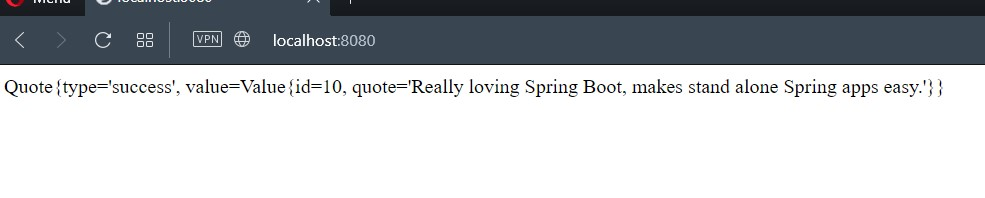 Menu
VPN
localhost:8080
Quote{type='success', value=Value{id=10, quote='Really loving Spring Boot, makes stand alone Spring apps easy.'}}